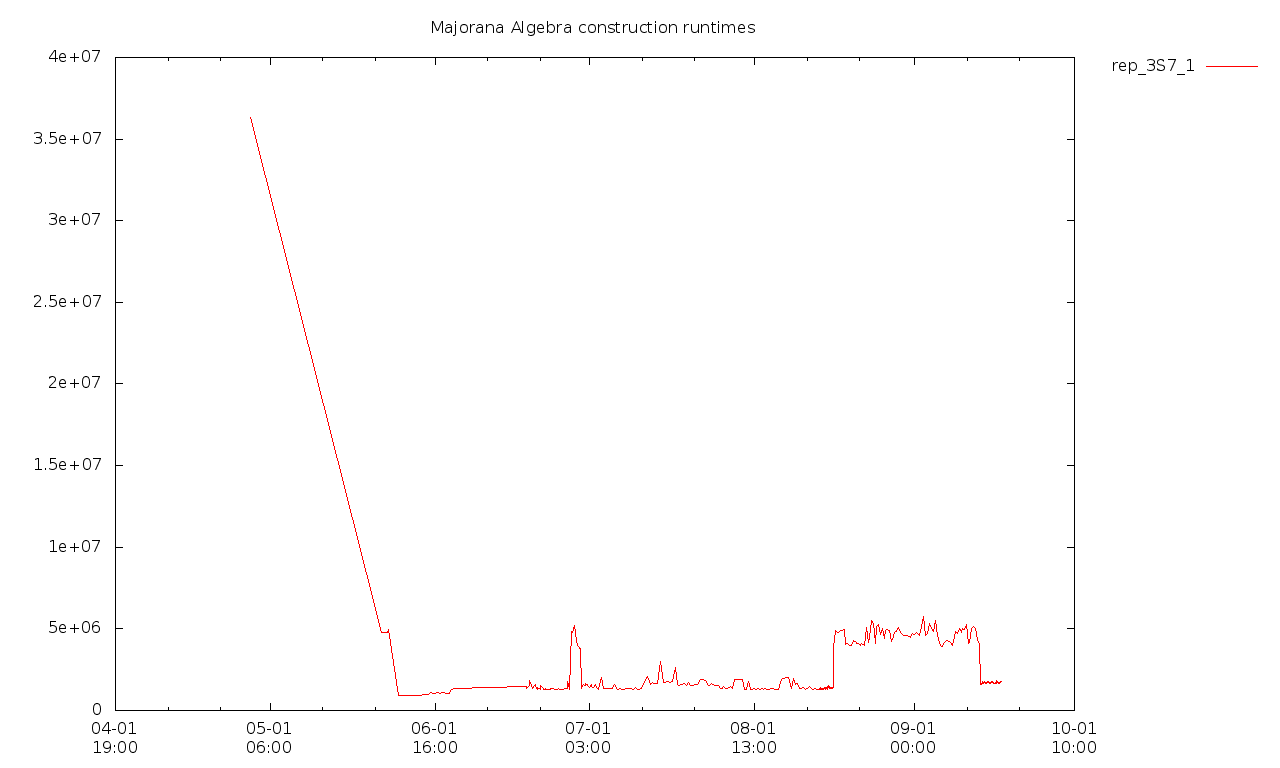 Majorana Algebra construction runtimes
rep_3S7_1
4e+07
3.5e+07
3e+07
2.5e+07
2e+07
1.5e+07
1e+07
5e+06
0
04-01 05-01 06-01 07-01 08-01 09-01 10-01
19:00 06:00 16:00 03:00 13:00 00:00 10:00